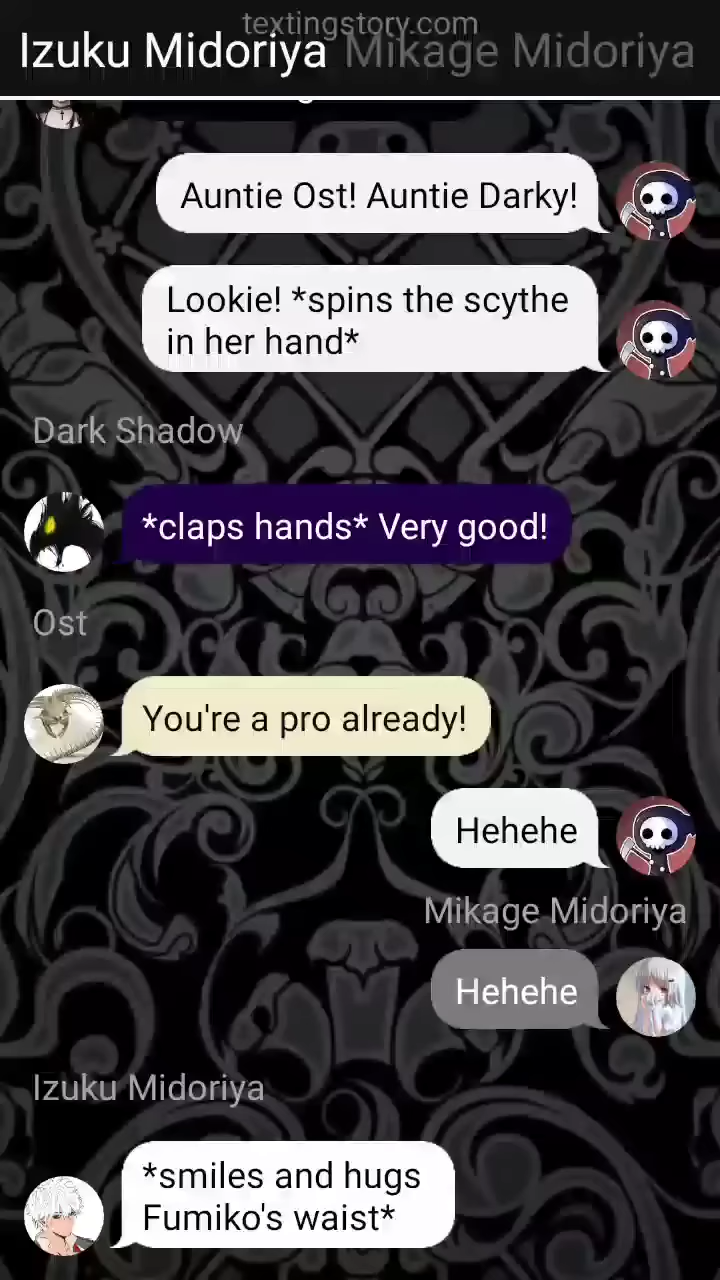 textingstory.com
Izuku Midoriya Mikage Midoriya
Auntie Ost! Auntie Darky!
Lookie! *spins the scythe
in her hand*
Dark Shadow
*claps hands* Very good!
Ost
You're a pro already!
Hehehe
Mikage Midoriya
Hehehe
Izuku Midoriya
*smiles and hugs
Fumiko's waist*